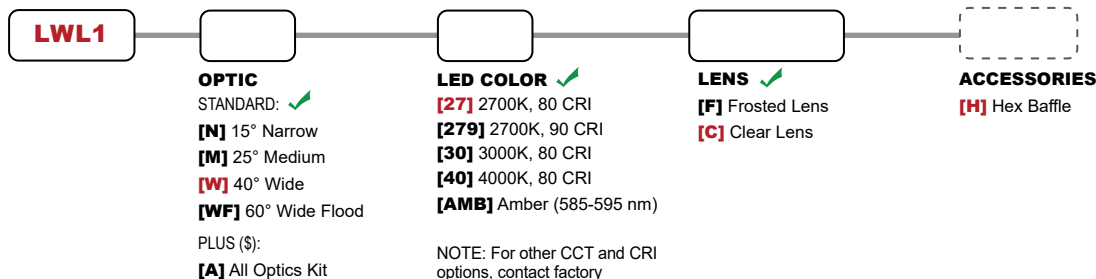 LWL1
OPTIC
STANDARD:
[N] 15° Narrow
[M] 25° Medium
[W] 40° Wide
[WF] 60° Wide Flood
PLUS ($):
[A] All Optics Kit
LED COLOR
[27] 2700K, 80 CRI
[279] 2700K, 90 CRI
[30] 3000K, 80 CRI
[40] 4000K, 80 CRI
[AMB] Amber (585-595 nm)
NOTE: For other CCT and CRI
options, contact factory
LENS
[F] Frosted Lens
[C] Clear Lens
ACCESSORIES
[H] Hex Baffle